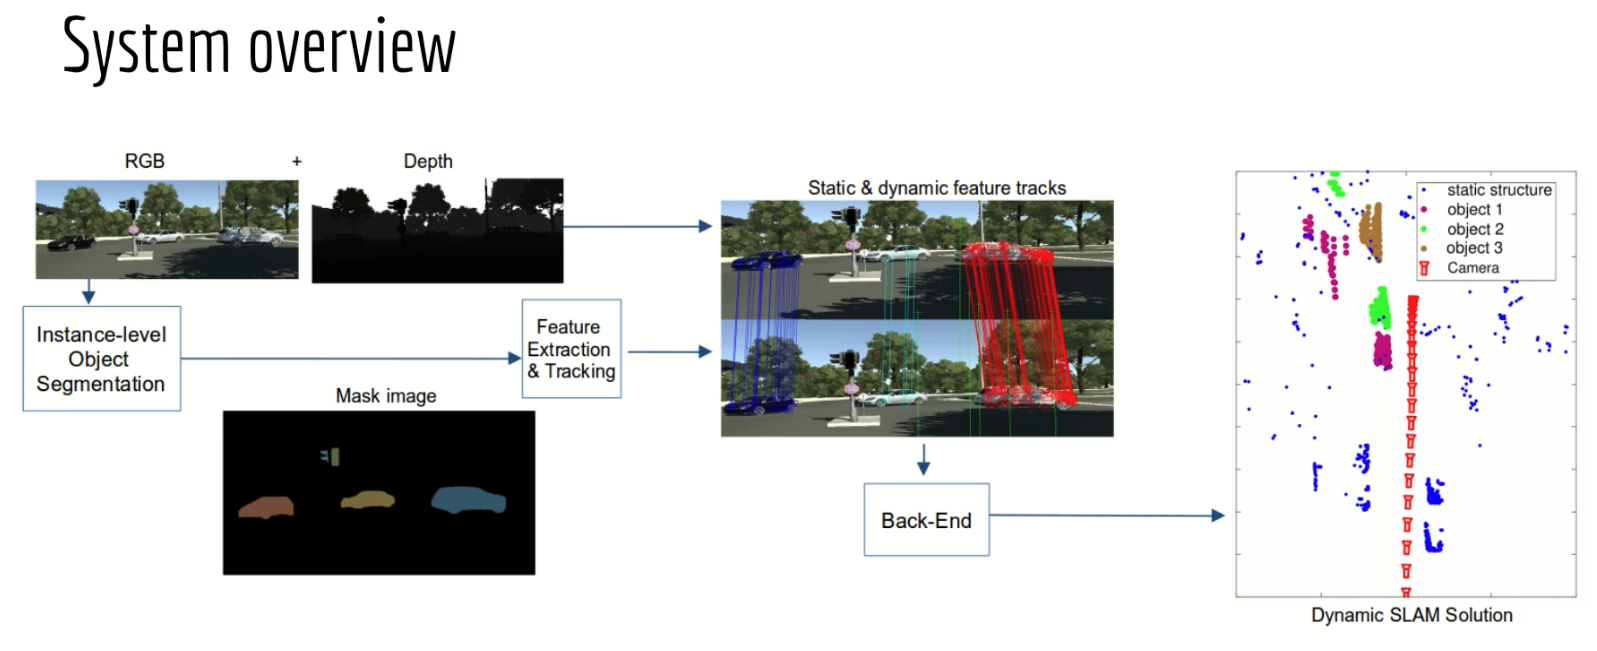 System overview
RGB + Depth
Instance-level
Object
Segmentation
Mask image
Feature
Extraction
& Tracking
Static & dynamic feature tracks
Back-End
static structure
object 1
object 2
object 3
Camera
Dynamic SLAM Solution